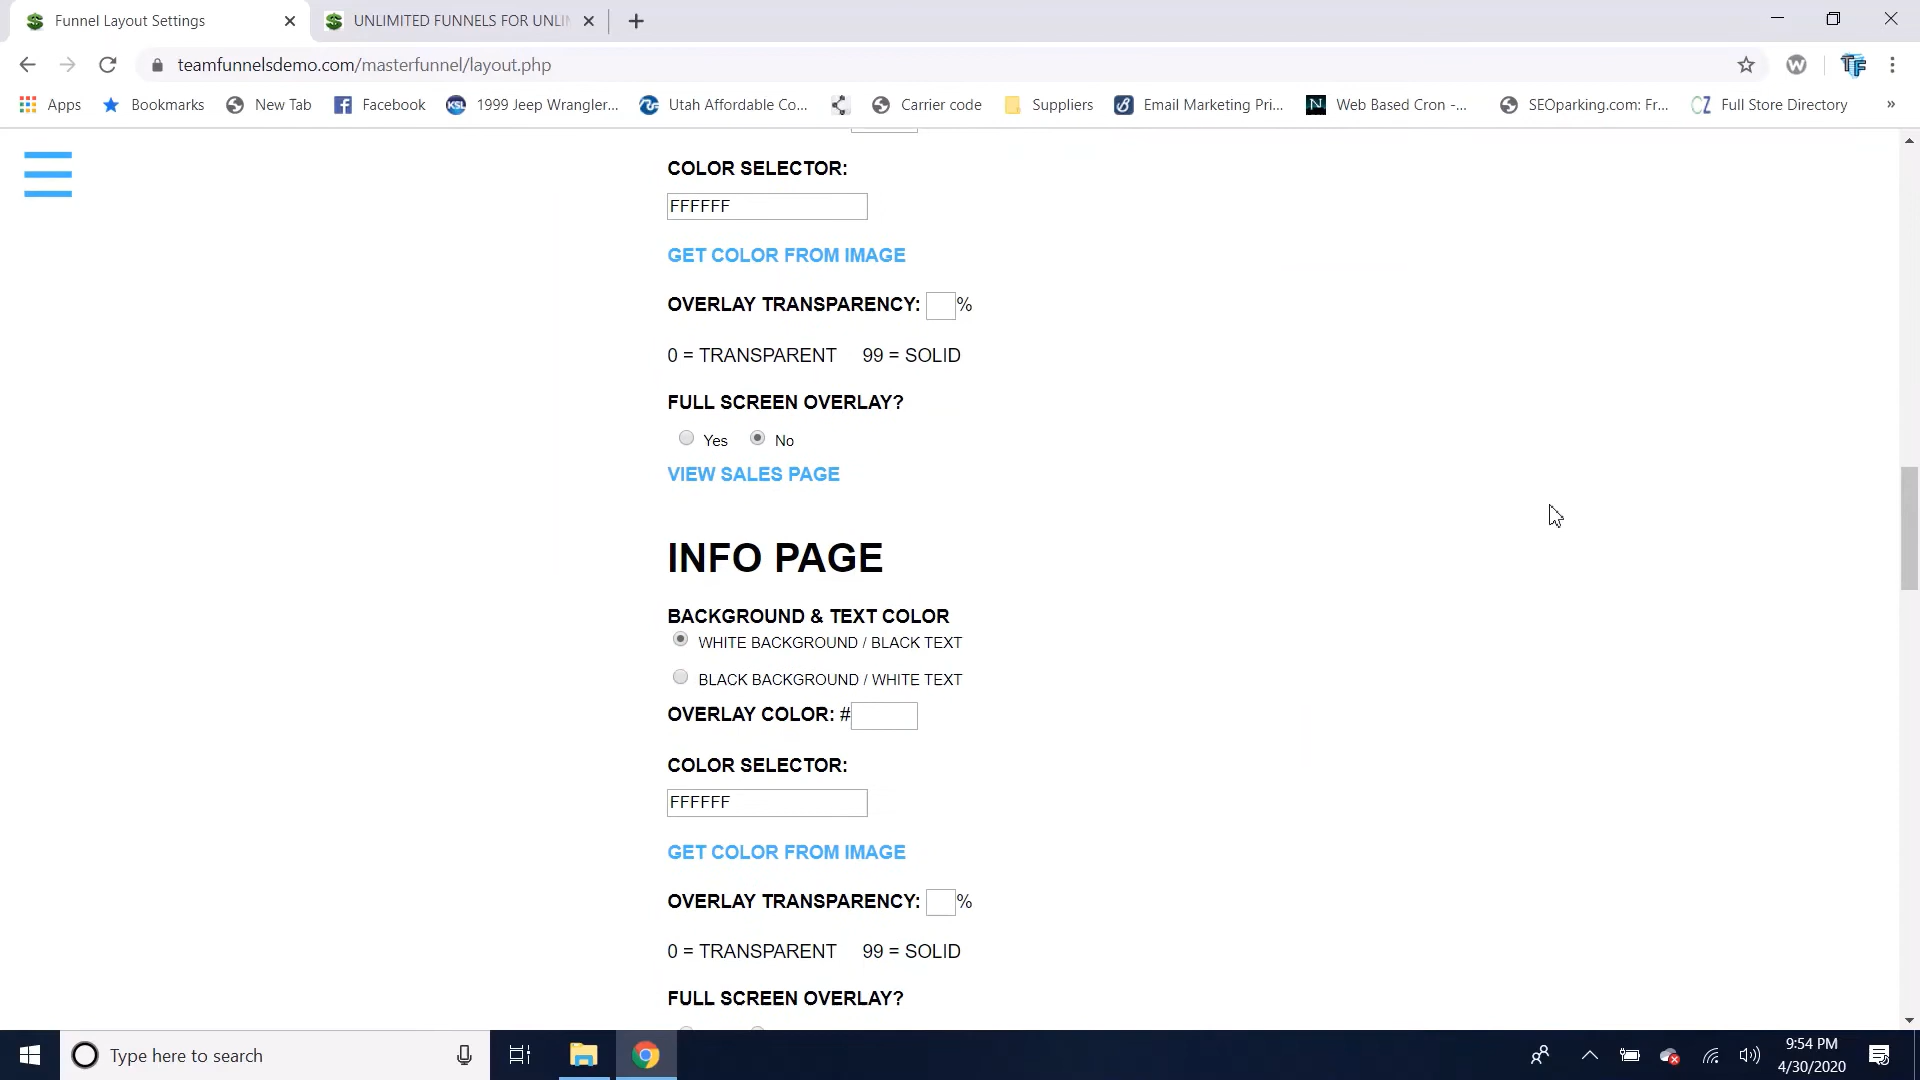 Funnel Layout Settings
UNLIMITED FUNNELS FOR UNLI
teamfunnelsdemo.com/masterfunnel/layout.php
Apps Bookmarks New Tab Facebook 1999 Jeep Wrangler... Utah Affordable Co... Carrier code Suppliers Email Marketing Pri... Web Based Cron -... SEOparking.com: Fr... Full Store Directory »
COLOR SELECTOR:
FFFFFF
GET COLOR FROM IMAGE
OVERLAY TRANSPARENCY: %
0 = TRANSPARENT 99 = SOLID
FULL SCREEN OVERLAY?
Yes No
VIEW SALES PAGE
INFO PAGE
BACKGROUND & TEXT COLOR
WHITE BACKGROUND / BLACK TEXT
BLACK BACKGROUND / WHITE TEXT
OVERLAY COLOR: #
COLOR SELECTOR:
FFFFFF
GET COLOR FROM IMAGE
OVERLAY TRANSPARENCY: %
0 = TRANSPARENT 99 = SOLID
FULL SCREEN OVERLAY?
Type here to search
9:54 PM
4/30/2020